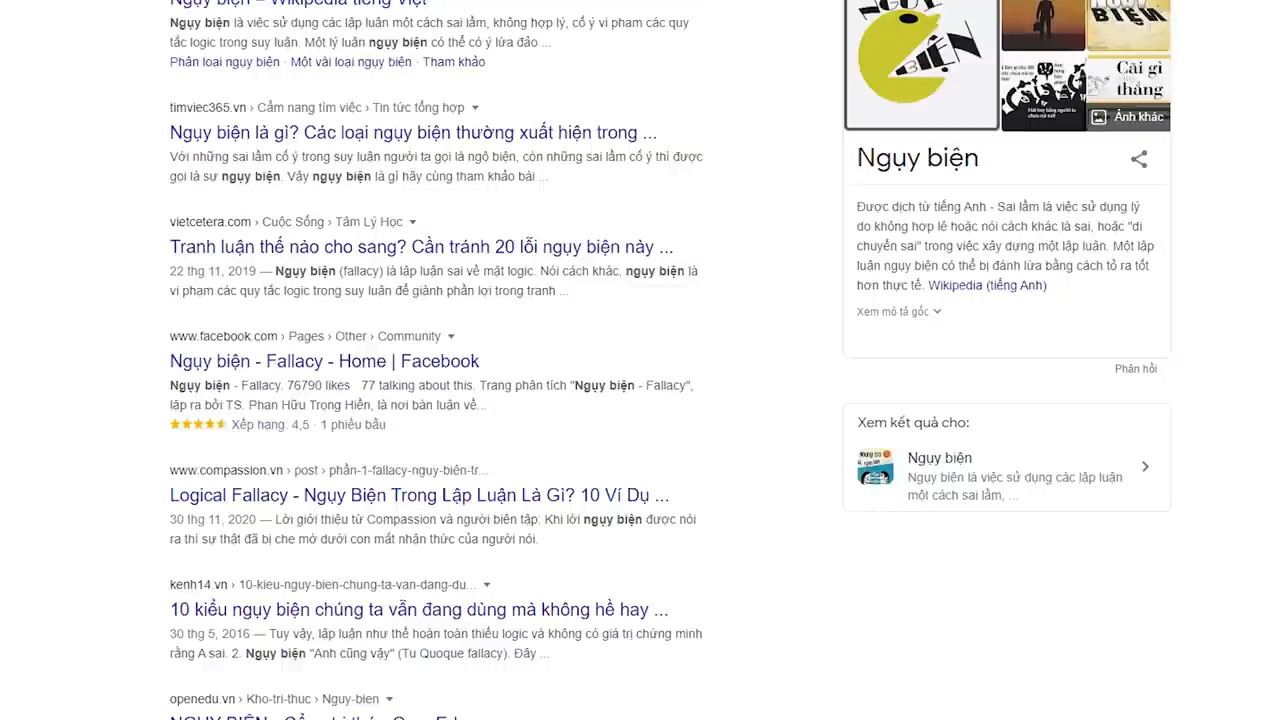 Ngụy biện – Wikipedia tiếng Việt
Ngụy biện là việc sử dụng các lập luận một cách sai lầm, không hợp lý, cố ý vi phạm các quy
tắc logic trong suy luận. Một lý luận ngụy biện có thể có ý lừa đảo ...
Phân loại ngụy biện · Một vài loại ngụy biện · Tham khảo
timviec365.vn › Cẩm nang tìm việc › Tin tức tổng hợp
Ngụy biện là gì? Các loại ngụy biện thường xuất hiện trong ...
Với những sai lầm cố ý trong suy luận người ta gọi là ngộ biện, còn những sai lầm cố ý thì được
gọi là sự ngụy biện. Vậy ngụy biện là gì hãy cùng tham khảo bài ...
vietcetera.com › Cuộc Sống › Tâm Lý Học
Tranh luận thế nào cho sang? Cần tránh 20 lỗi ngụy biện này ...
22 thg 11, 2019 — Ngụy biện (fallacy) là lập luận sai về mặt logic. Nói cách khác, ngụy biện là
vi phạm các quy tắc logic trong suy luận để giành phần lợi trong tranh ...
www.facebook.com › Pages › Other › Community
Ngụy biện - Fallacy - Home | Facebook
Ngụy biện - Fallacy. 76790 likes · 77 talking about this. Trang phân tích "Ngụy biện - Fallacy",
lập ra bởi TS. Phan Hữu Trọng Hiền, là nơi bàn luận về...
Xếp hạng: 4,5 · 1 phiếu bầu
www.compassion.vn › post › phần-1-fallacy-ngụy-biện-tr...
Logical Fallacy - Ngụy Biện Trong Lập Luận Là Gì? 10 Ví Dụ ...
30 thg 11, 2020 — Lời giới thiệu từ Compassion và người biên tập: Khi lời ngụy biện được nói
ra thì sự thật đã bị che mờ dưới con mắt nhận thức của người nói.
kenh14.vn › 10-kieu-nguy-bien-chung-ta-van-dang-du...
10 kiểu ngụy biện chúng ta vẫn đang dùng mà không hề hay ...
30 thg 5, 2016 — Tuy vậy, lập luận như thế hoàn toàn thiếu logic và không có giá trị chứng minh
rằng A sai. 2. Ngụy biện "Anh cũng vậy" (Tu Quoque fallacy). Đây ...
openedu.vn › Kho-tri-thuc › Nguy-bien
NGỤY BIỆN
NGỤY
BIỆN
BIỆN
Cãi gì
thắng
Ảnh khác
Ngụy biện
Được dịch từ tiếng Anh - Sai lầm là việc sử dụng lý
do không hợp lệ hoặc nói cách khác là sai, hoặc "di
chuyển sai" trong việc xây dựng một lập luận. Một lập
luận ngụy biện có thể bị đánh lừa bằng cách tỏ ra tốt
hơn thực tế. Wikipedia (tiếng Anh)
Xem mô tả gốc
Phản hồi
Xem kết quả cho:
Ngụy biện
Ngụy biện là việc sử dụng các lập luận
một cách sai lầm, ...